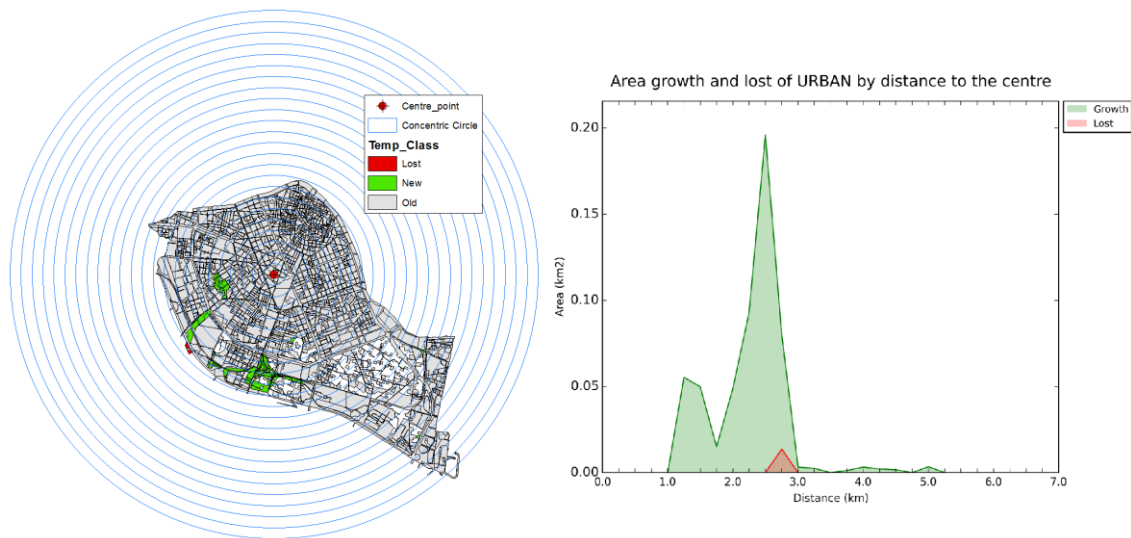 Centre_point
Concentric Circle
Temp_Class
Lost
New
Old
Area growth and lost of URBAN by distance to the centre
Growth
Lost
0.20
0.15
0.10
0.05
0.00
Area (km2)
0.0 1.0 2.0 3.0 4.0 5.0 6.0 7.0
Distance (km)